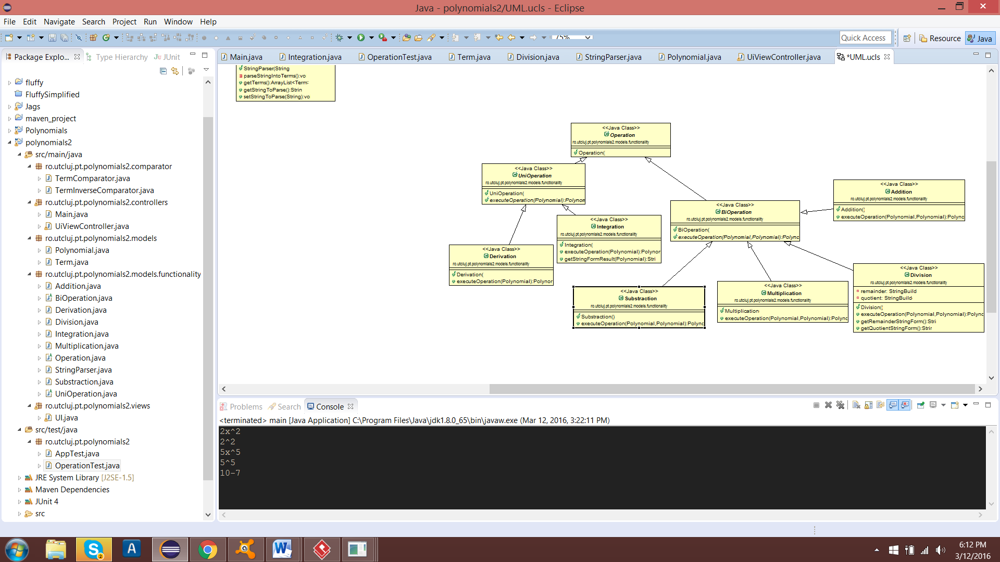 Java - polynomials2/UML.ucls - Eclipse
File Edit Navigate Search Project Run Window Help
75%
Quick Access
Resource
Java
Package Explo...
Type Hierarchy
JUnit
fluffy
FluffySimplified
Jags
maven_project
Polynomials
polynomials2
src/main/java
ro.utcluj.pt.polynomials2.comparator
TermComparator.java
TermInverseComparator.java
ro.utcluj.pt.polynomials2.controllers
Main.java
UiViewController.java
ro.utcluj.pt.polynomials2.models
Polynomial.java
Term.java
ro.utcluj.pt.polynomials2.models.functionality
Addition.java
BiOperation.java
Derivation.java
Division.java
Integration.java
Multiplication.java
Operation.java
StringParser.java
Substraction.java
UniOperation.java
ro.utcluj.pt.polynomials2.views
UI.java
src/test/java
ro.utcluj.pt.polynomials2
AppTest.java
OperationTest.java
JRE System Library [J2SE-1.5]
Maven Dependencies
JUnit 4
src
Main.java
Integration.java
OperationTest.java
Term.java
Division.java
StringParser.java
Polynomial.java
UiViewController.java
*UML.ucls
StringParser(String
parseStringIntoTerms():vo
getTerms():ArrayList<Term
getStringToParse():Strin
setStringToParse(String):vo
<<Java Class>>
Operation
ro.utcluj.pt.polynomials2.models.functionality
Operation(
<<Java Class>>
UniOperation
ro.utcluj.pt.polynomials2.models.functionality
UniOperation(
executeOperation(Polynomial):Polynom
<<Java Class>>
Integration
ro.utcluj.pt.polynomials2.models.functionality
Integration(
executeOperation(Polynomial):Polynor
getStringFormResult(Polynomial):Stri
<<Java Class>>
Derivation
ro.utcluj.pt.polynomials2.models.functionality
Derivation(
executeOperation(Polynomial):Polynor
<<Java Class>>
BiOperation
ro.utcluj.pt.polynomials2.models.functionality
BiOperation(
executeOperation(Polynomial,Polynomial):Polync
<<Java Class>>
Addition
ro.utcluj.pt.polynomials2.models.functionality
Addition()
executeOperation(Polynomial,Polynomial):Polync
<<Java Class>>
Substraction
ro.utcluj.pt.polynomials2.models.functionality
Substraction()
executeOperation(Polynomial,Polynomial):Polync
<<Java Class>>
Multiplication
ro.utcluj.pt.polynomials2.models.functionality
Multiplication
executeOperation(Polynomial,Polynomial):Polync
<<Java Class>>
Division
ro.utcluj.pt.polynomials2.models.functionality
remainder: StringBuild
quotient: StringBuild
Division()
executeOperation(Polynomial,Polynomial):Polync
getRemainderStringForm():Stri
getQuotientStringForm():Strir
Problems
Search
Console
<terminated> main [Java Application] C:\Program Files\Java\jdk1.8.0_65\bin\javaw.exe (Mar 12, 2016, 3:22:11 PM)
2x^2
2^2
5x^5
5^5
10-7
6:12 PM
3/12/2016